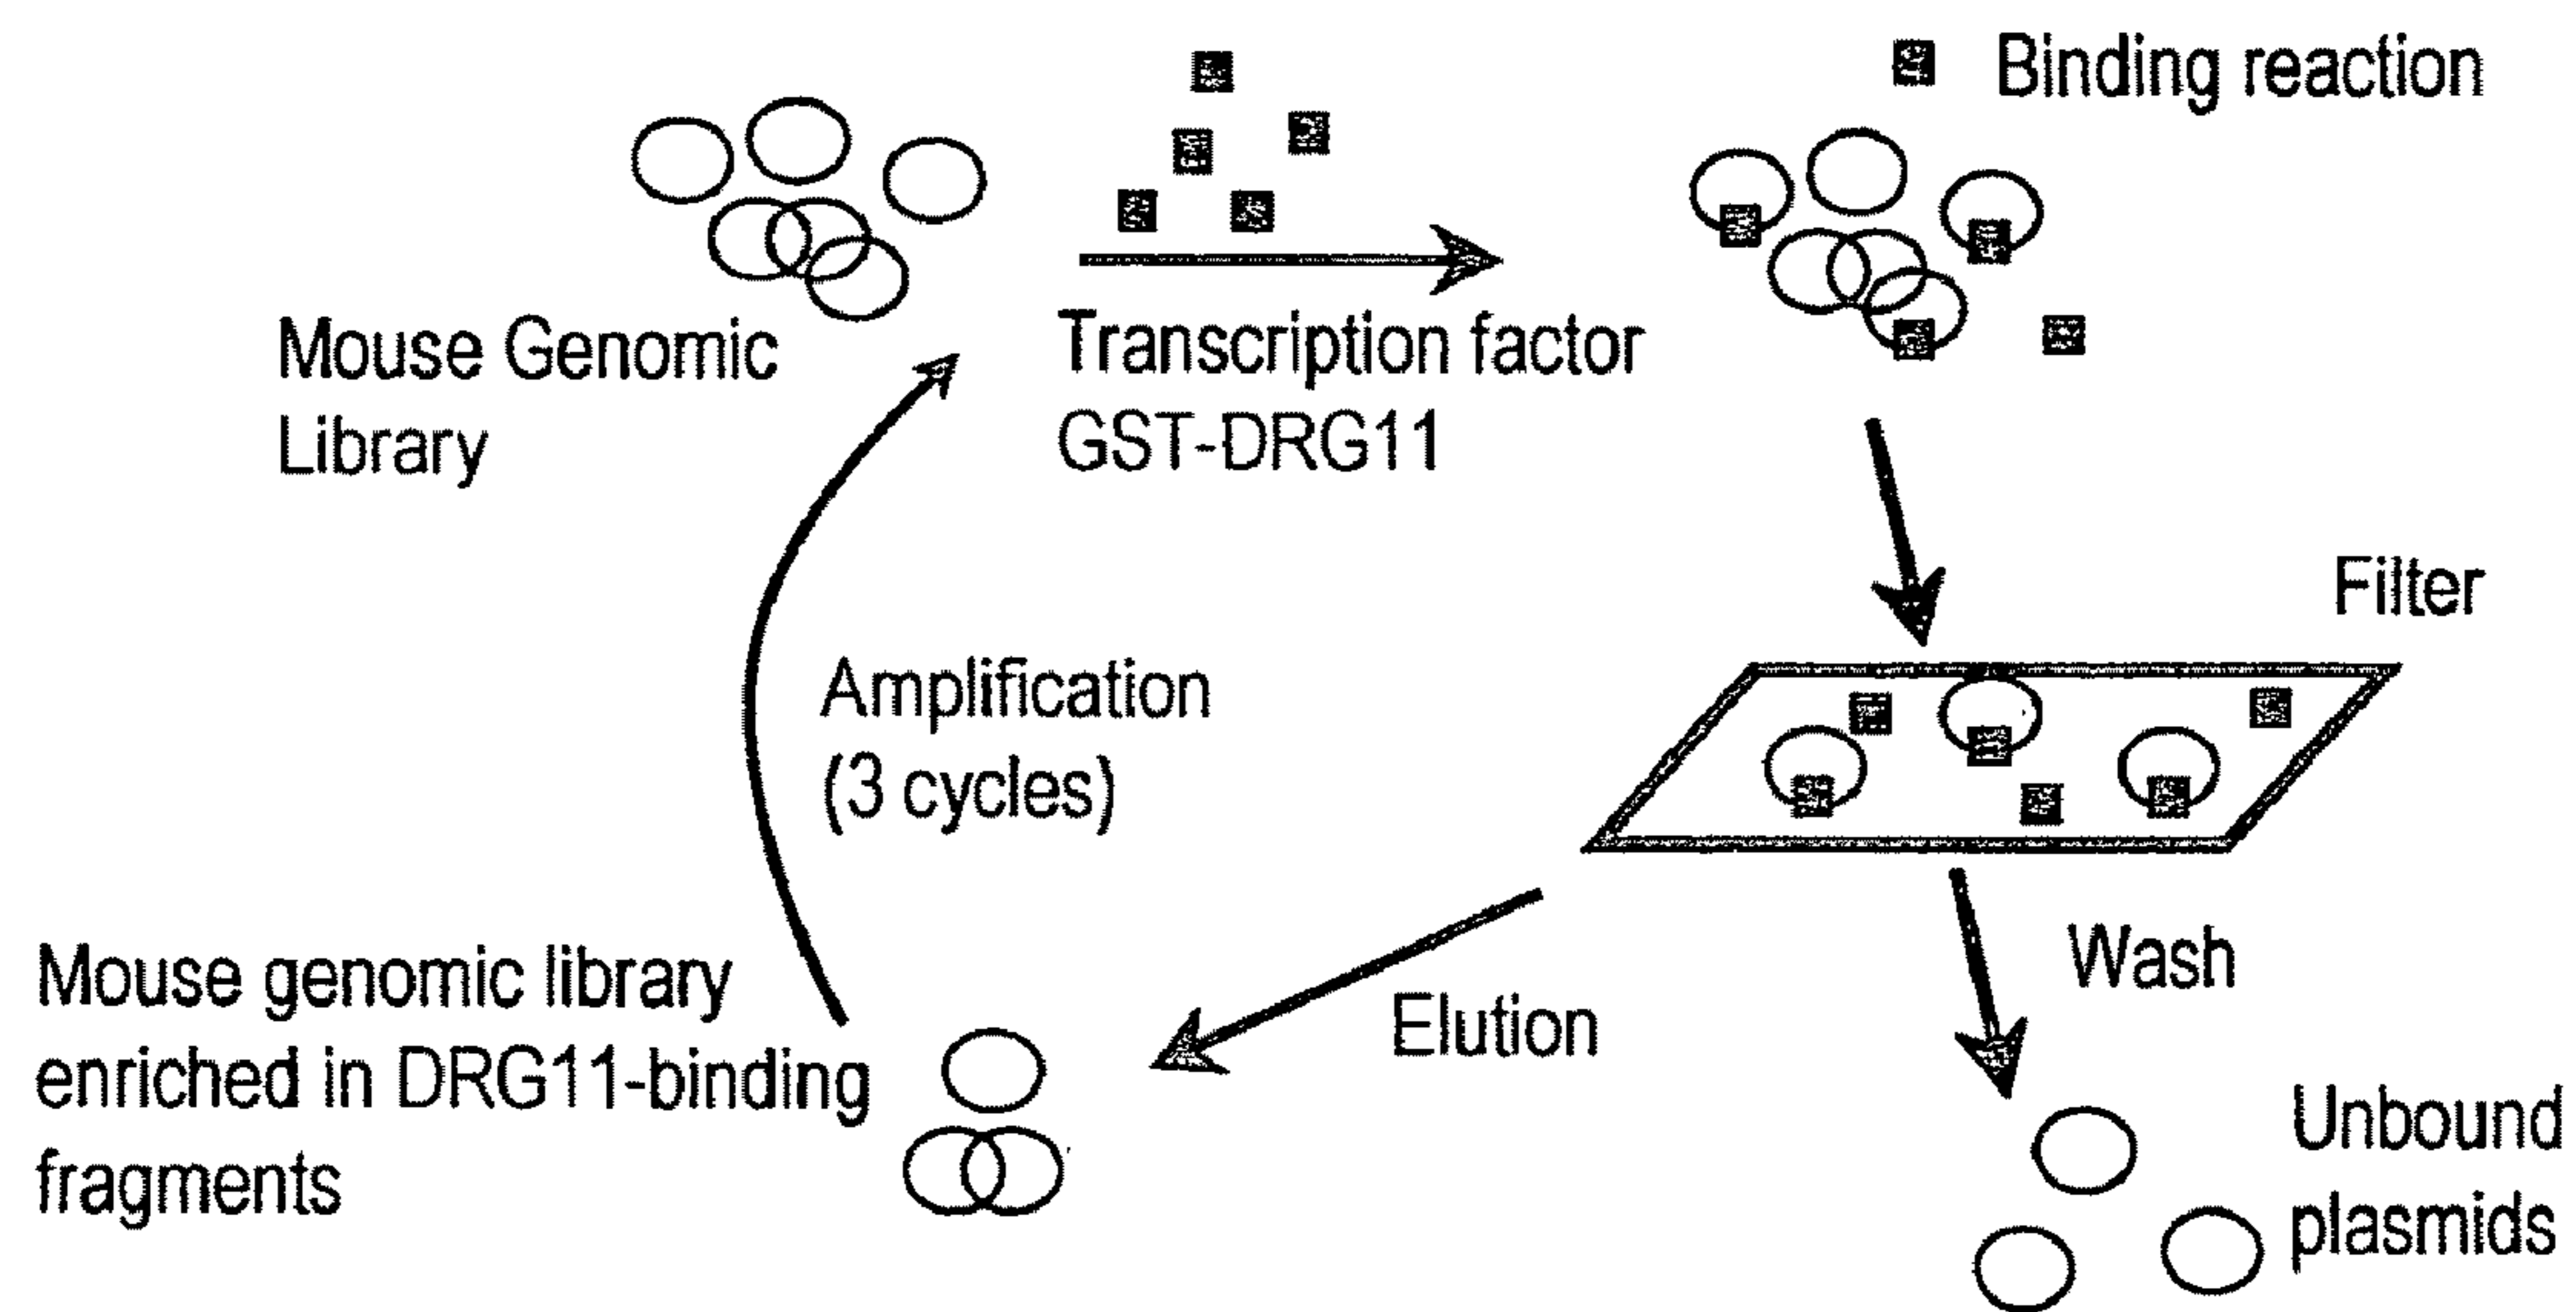 Binding reaction
Mouse Genomic
Library
Transcription factor
GST-DRG11
Filter
Amplification
(3 cycles)
Wash
Elution
Mouse genomic library
enriched in DRG11-binding
fragments
Unbound
plasmids